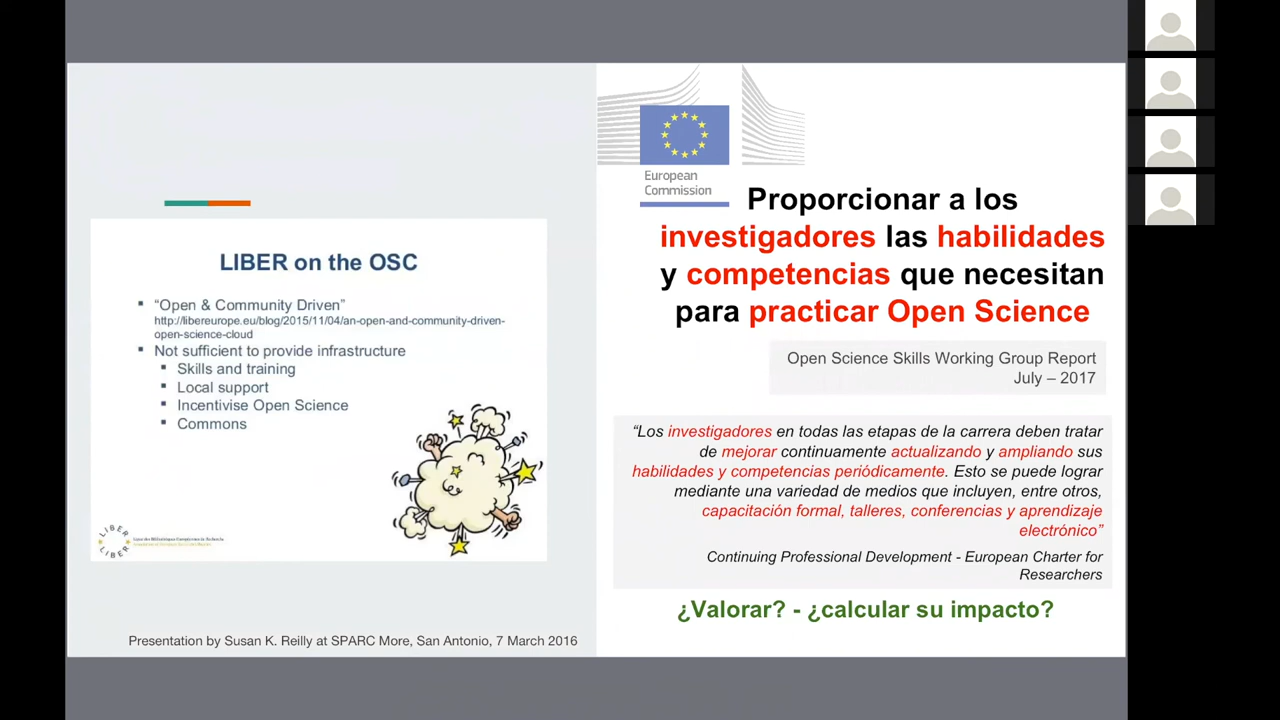 LIBER on the OSC
▪ “Open & Community Driven”
http://libereurope.eu/blog/2015/11/04/an-open-and-community-driven-
open-science-cloud
▪ Not sufficient to provide infrastructure
▪ Skills and training
▪ Local support
▪ Incentivise Open Science
▪ Commons
LIBER
LIBER
Presentation by Susan K. Reilly at SPARC More, San Antonio, 7 March 2016
European
Commission
Proporcionar a los
investigadores las habilidades
y competencias que necesitan
para practicar Open Science
Open Science Skills Working Group Report
July – 2017
“Los investigadores en todas las etapas de la carrera deben tratar
de mejorar continuamente actualizando y ampliando sus
habilidades y competencias periódicamente. Esto se puede lograr
mediante una variedad de medios que incluyen, entre otros,
capacitación formal, talleres, conferencias y aprendizaje
electrónico”
Continuing Professional Development - European Charter for
Researchers
¿Valorar? - ¿calcular su impacto?